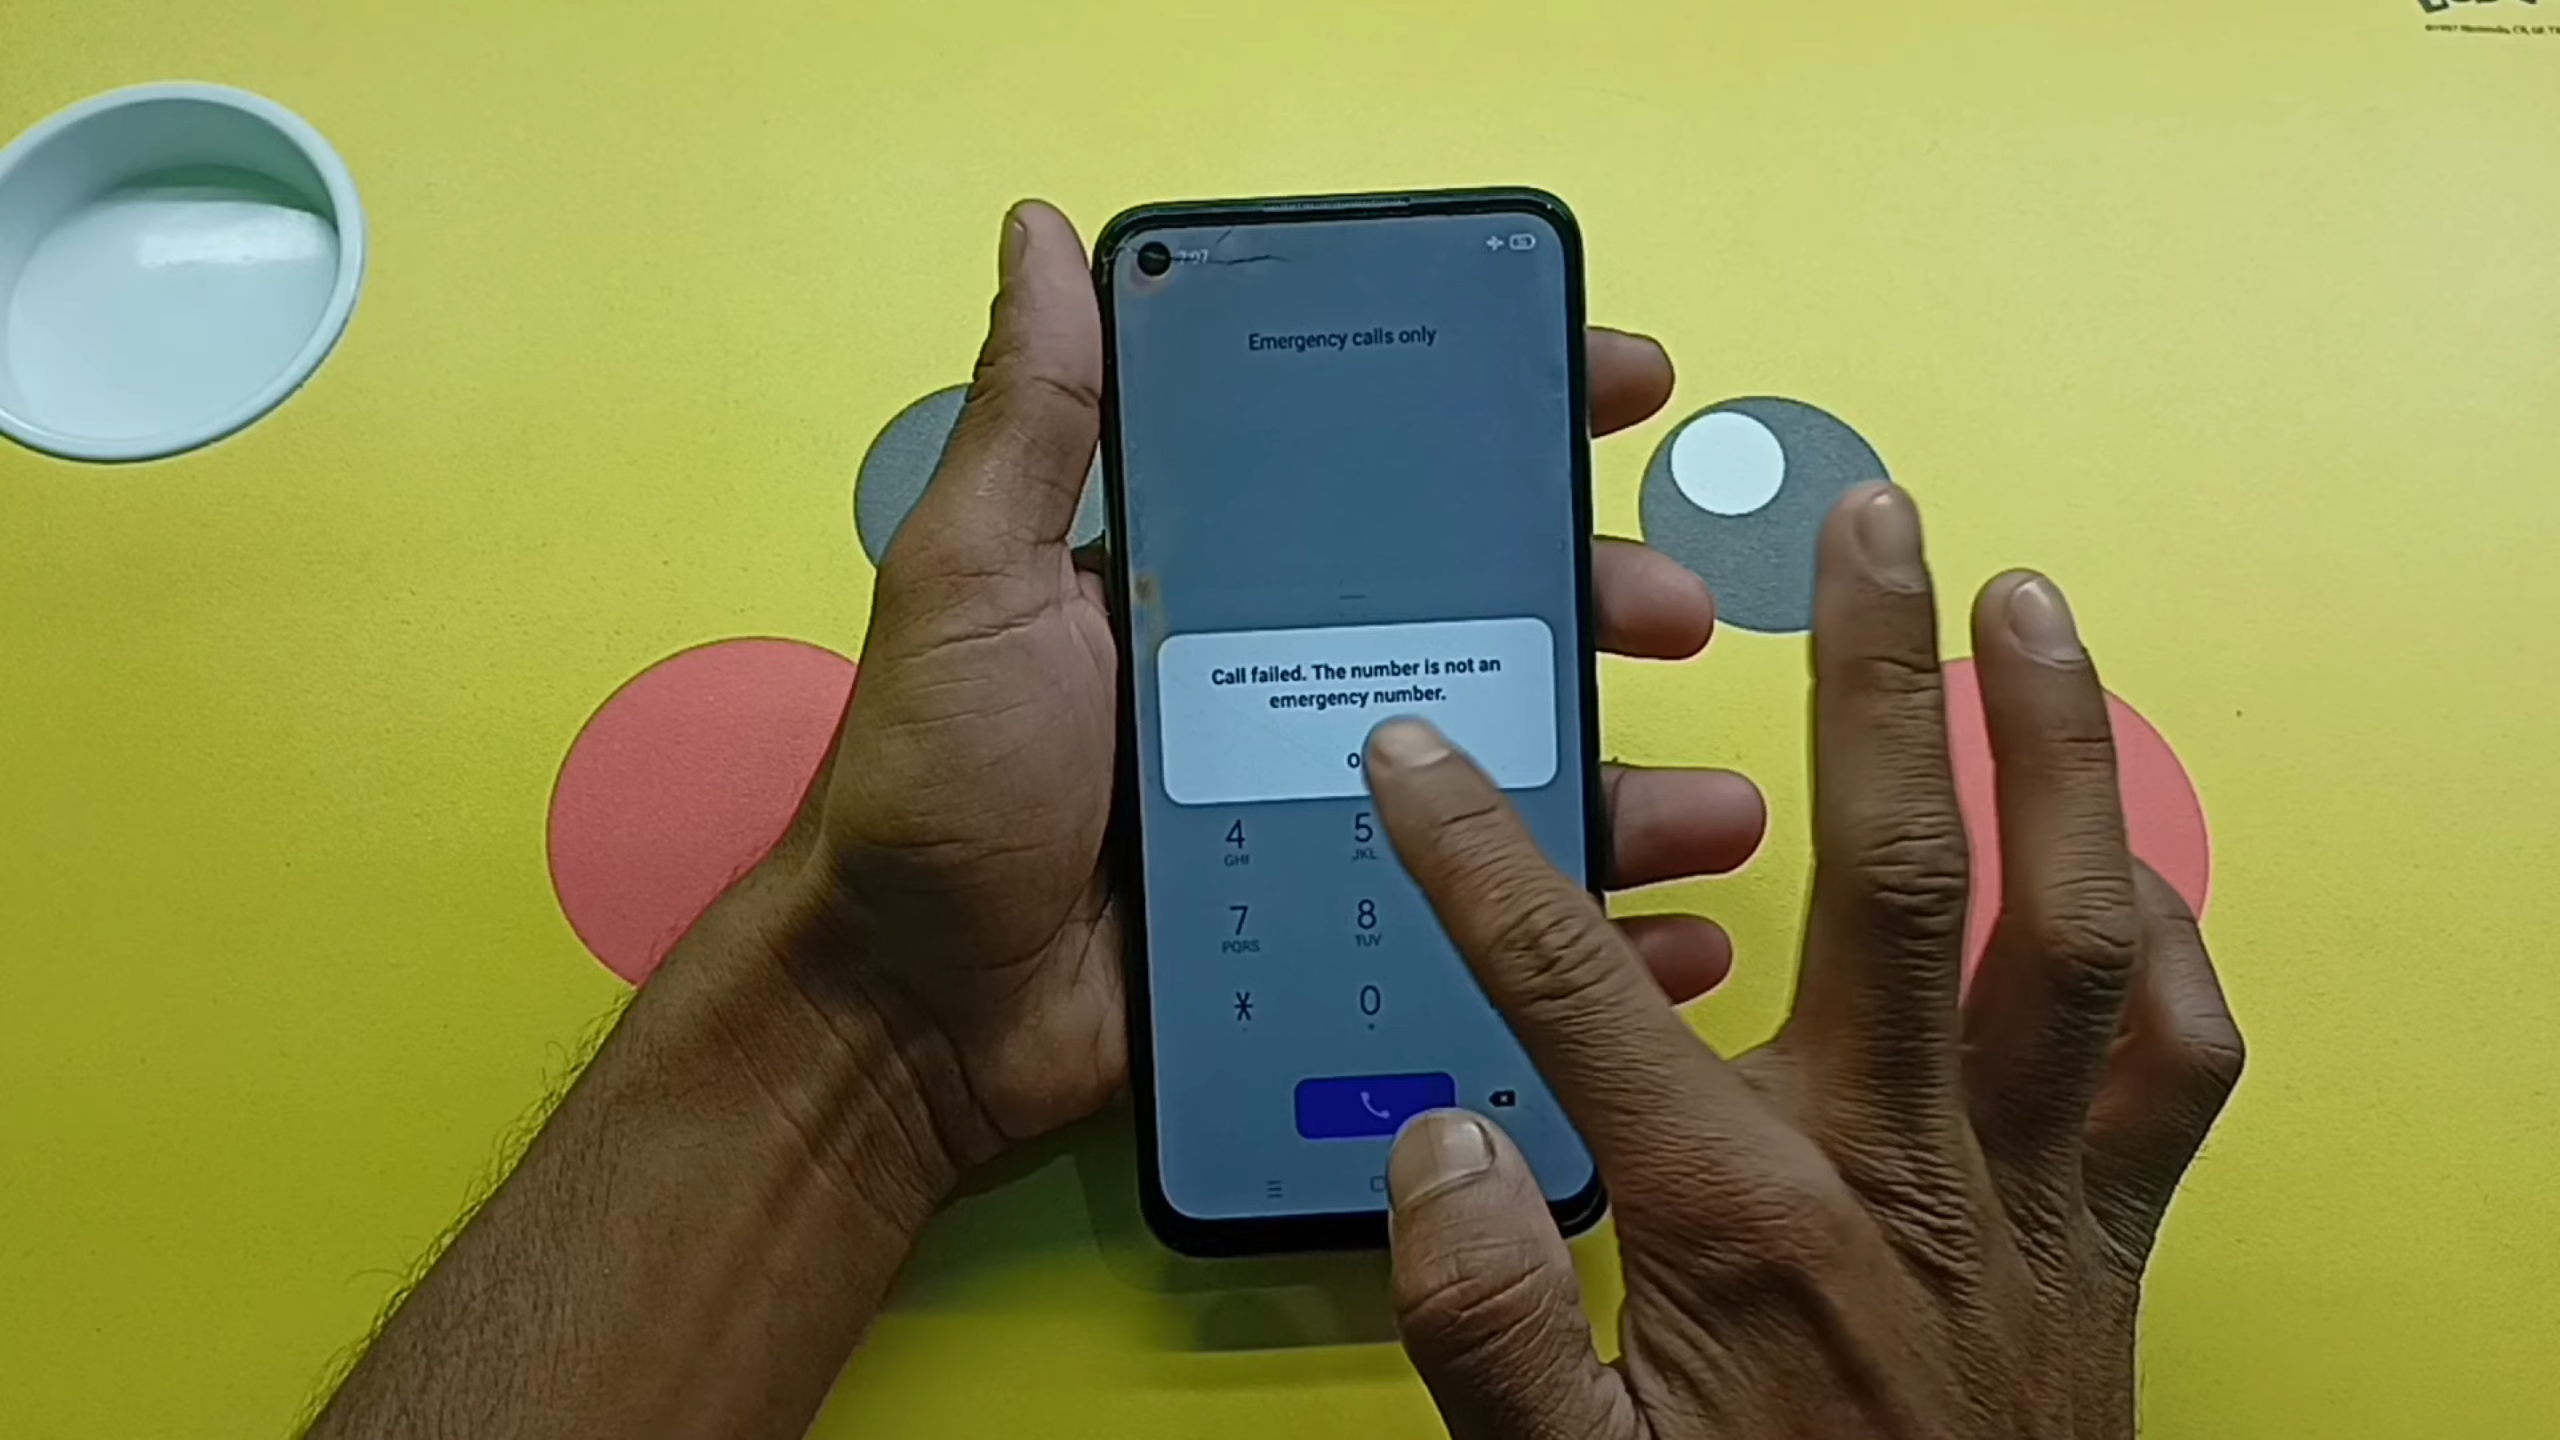 Emergency calls only
Call failed. The number is not an
emergency number.
4
GHI
5
JKL
7
PQRS
8
TUV
*
0